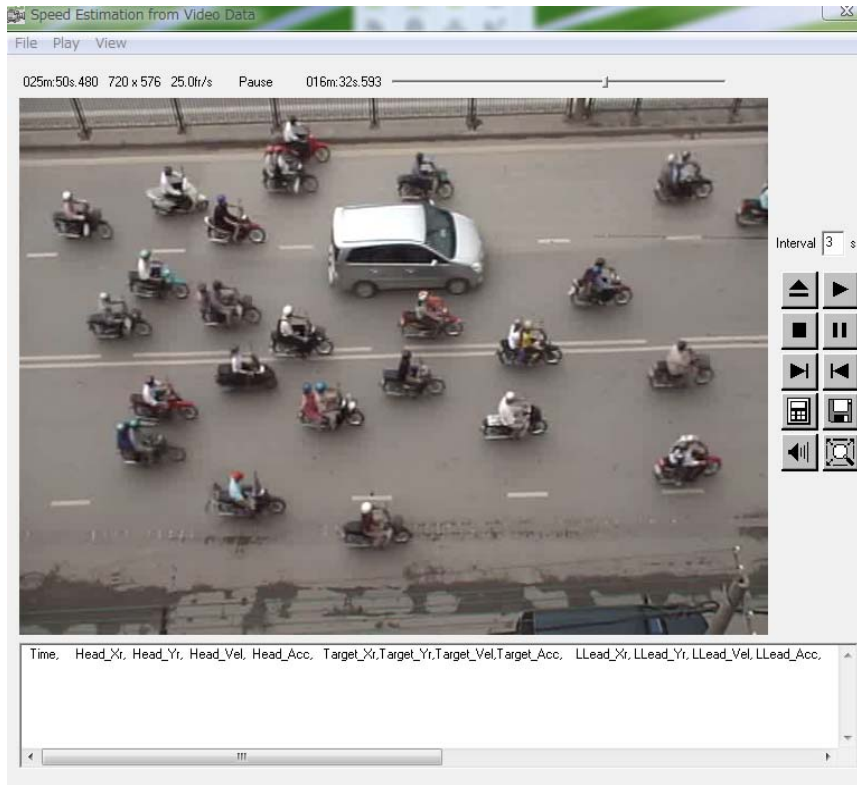 Speed Estimation from Video Data
File Play View
025m:50s.480 720 x 576 25.0fr/s Pause 016m:32s.593
Interval 3 s
Time, Head_Xr, Head_Yr, Head_Vel, Head_Acc, Target_Xr,Target_Yr,Target_Vel,Target_Acc, LLead_Xr, LLead_Yr, LLead_Vel, LLead_Acc,